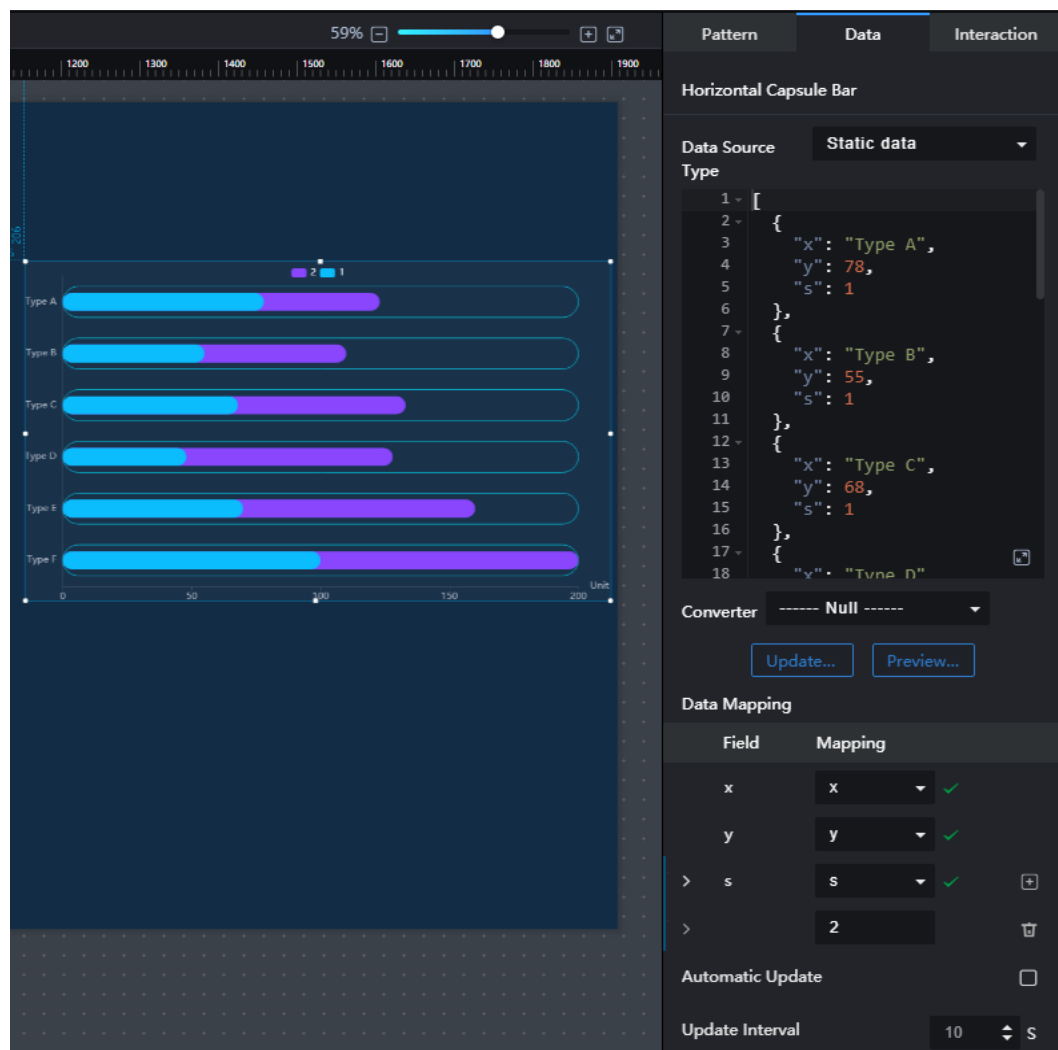 59%
1200 1300 1400 1500 1600 1700 1800 1900
206
2 1
Type A
Type B
Type C
Type D
Type E
Type F
Unit
0 50 100 150 200
Pattern Data Interaction
Horizontal Capsule Bar
Data Source Type Static data
1 [
2 {
3 "x": "Type A",
4 "y": 78,
5 "s": 1
6 },
7 {
8 "x": "Type B",
9 "y": 55,
10 "s": 1
11 },
12 {
13 "x": "Type C",
14 "y": 68,
15 "s": 1
16 },
17 {
18 "x": "Type D"
Converter ------ Null ------
Update... Preview...
Data Mapping
Field Mapping
x x
y y
s s
2
Automatic Update
Update Interval 10 S